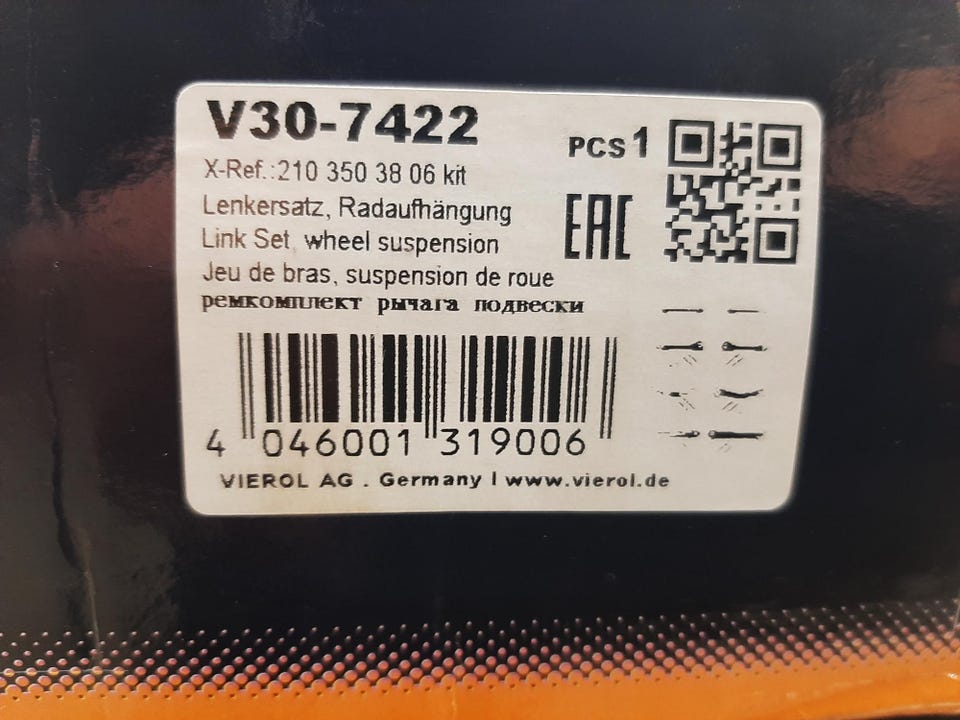 V30-7422
PCS 1
X-Ref.:210 350 38 06 kit
Lenkersatz, Radaufhängung
Link Set, wheel suspension
EAC
Jeu de bras, suspension de roue
ремкомплект рычага подвески
4 046001 319006
VIEROL AG . Germany | www.vierol.de